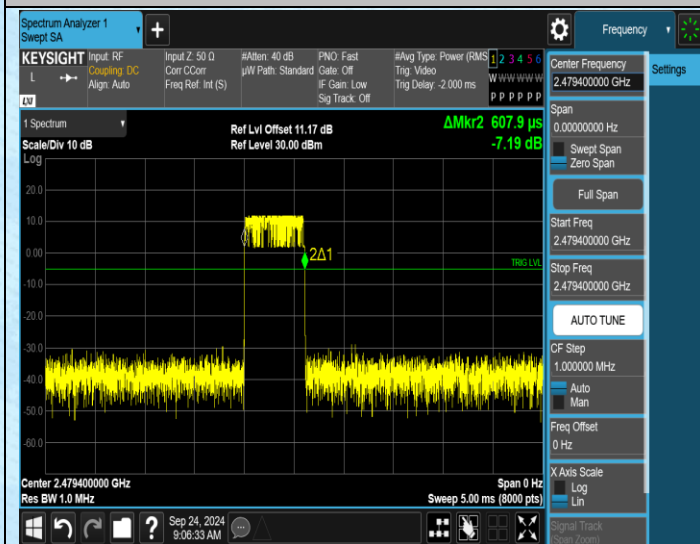 Spectrum Analyzer 1
Swept SA
Frequency
KEYSIGHT
L
Input: RF
Coupling: DC
Align: Auto
Input Z: 50 Ω
Corr CCorr
Freq Ref: Int (S)
#Atten: 40 dB
µW Path: Standard
PNO: Fast
Gate: Off
IF Gain: Low
Sig Track: Off
#Avg Type: Power (RMS
Trig: Video
Trig Delay: -2.000 ms
1 2 3 4 5 6
W W W W W W
P P P P P P
LXI
1 Spectrum
Scale/Div 10 dB
Ref Lvl Offset 11.17 dB
Ref Level 30.00 dBm
ΔMkr2 607.9 µs
-7.19 dB
Log
20.0
10.0
0.00
-10.0
-20.0
-30.0
-40.0
-50.0
-60.0
2Δ1
TRIG LVL
Center 2.479400000 GHz
Res BW 1.0 MHz
Span 0 Hz
Sweep 5.00 ms (8000 pts)
Center Frequency
2.479400000 GHz
Span
0.00000000 Hz
Swept Span
Zero Span
Full Span
Start Freq
2.479400000 GHz
Stop Freq
2.479400000 GHz
AUTO TUNE
CF Step
1.000000 MHz
Auto
Man
Freq Offset
0 Hz
X Axis Scale
Log
Lin
Signal Track
(Span Zoom)
Settings
?
Sep 24, 2024
9:06:33 AM